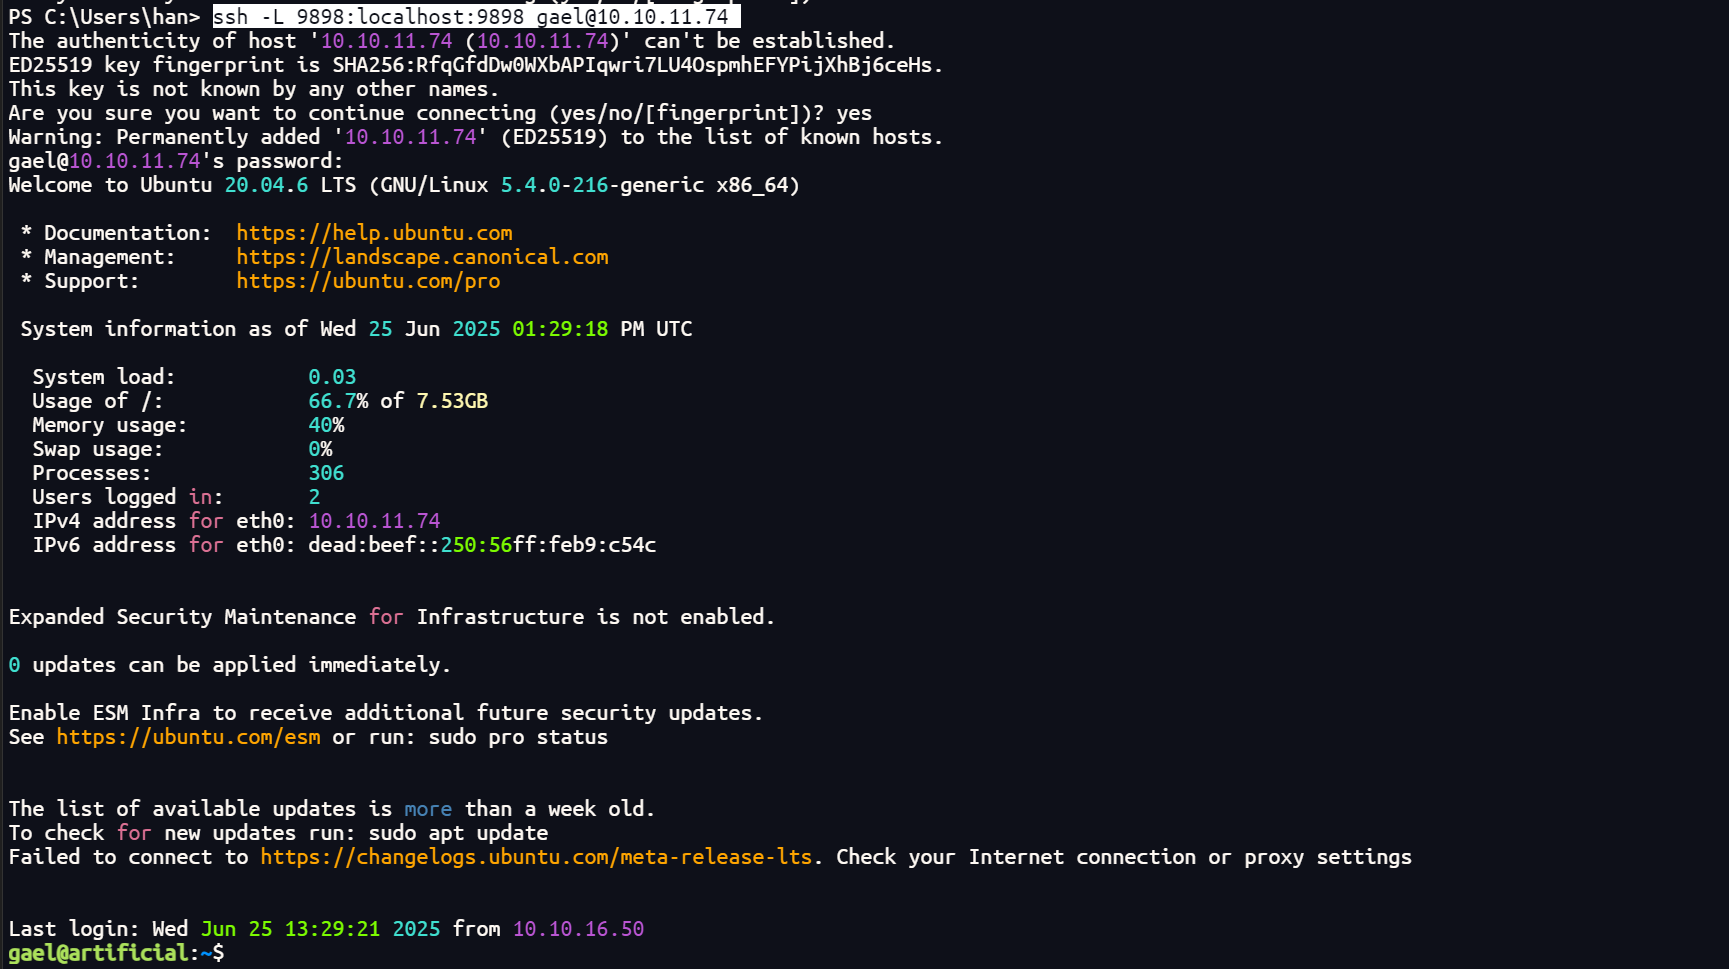 PS C:\Users\han> ssh -L 9898:localhost:9898 gael@10.10.11.74
The authenticity of host '10.10.11.74 (10.10.11.74)' can't be established.
ED25519 key fingerprint is SHA256:RfqGfdDw0WXbAPIqwri7LU4OspmhEFYPijXhBj6ceHs.
This key is not known by any other names.
Are you sure you want to continue connecting (yes/no/[fingerprint])? yes
Warning: Permanently added '10.10.11.74' (ED25519) to the list of known hosts.
gael@10.10.11.74's password:
Welcome to Ubuntu 20.04.6 LTS (GNU/Linux 5.4.0-216-generic x86_64)
* Documentation:  https://help.ubuntu.com
* Management:     https://landscape.canonical.com
* Support:        https://ubuntu.com/pro
System information as of Wed 25 Jun 2025 01:29:18 PM UTC
System load:           0.03
Usage of /:            66.7% of 7.53GB
Memory usage:          40%
Swap usage:            0%
Processes:             306
Users logged in:       2
IPv4 address for eth0: 10.10.11.74
IPv6 address for eth0: dead:beef::250:56ff:feb9:c54c
Expanded Security Maintenance for Infrastructure is not enabled.
0 updates can be applied immediately.
Enable ESM Infra to receive additional future security updates.
See https://ubuntu.com/esm or run: sudo pro status
The list of available updates is more than a week old.
To check for new updates run: sudo apt update
Failed to connect to https://changelogs.ubuntu.com/meta-release-lts. Check your Internet connection or proxy settings
Last login: Wed Jun 25 13:29:21 2025 from 10.10.16.50
gael@artificial:~$